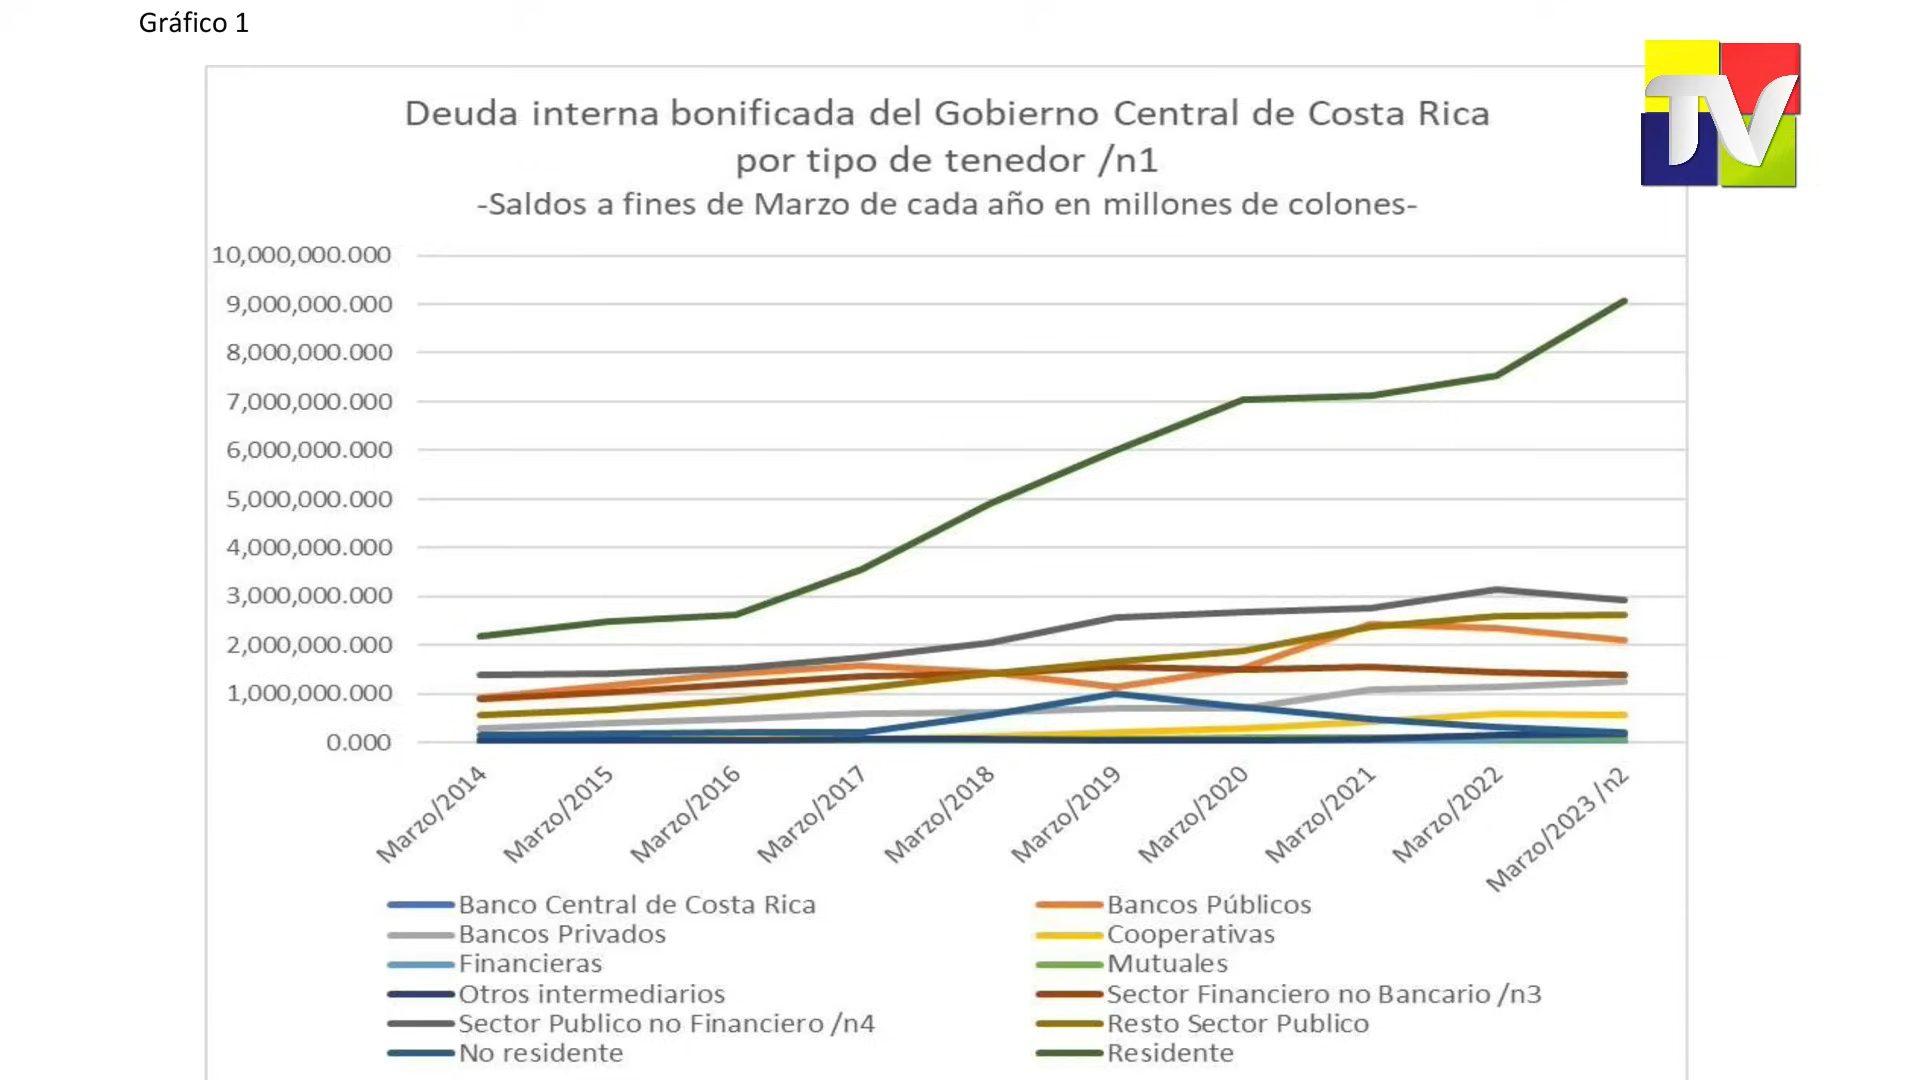 Gráfico 1
TV
Deuda interna bonificada del Gobierno Central de Costa Rica
por tipo de tenedor /n1
-Saldos a fines de Marzo de cada año en millones de colones-
10,000,000.000
9,000,000.000
8,000,000.000
7,000,000.000
6,000,000.000
5,000,000.000
4,000,000.000
3,000,000.000
2,000,000.000
1,000,000.000
0.000
Marzo/2014
Marzo/2015
Marzo/2016
Marzo/2017
Marzo/2018
Marzo/2019
Marzo/2020
Marzo/2021
Marzo/2022
Marzo/2023 /n2
Banco Central de Costa Rica
Bancos Públicos
Bancos Privados
Cooperativas
Financieras
Mutuales
Otros intermediarios
Sector Financiero no Bancario /n3
Sector Publico no Financiero /n4
Resto Sector Publico
No residente
Residente